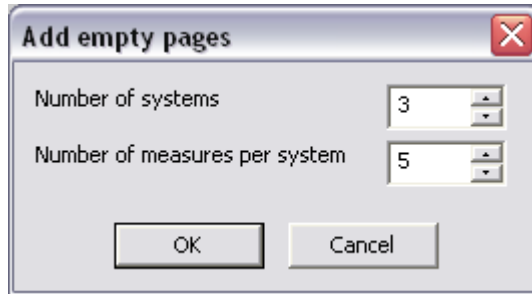 Add empty pages
Number of systems 3
Number of measures per system 5
OK Cancel